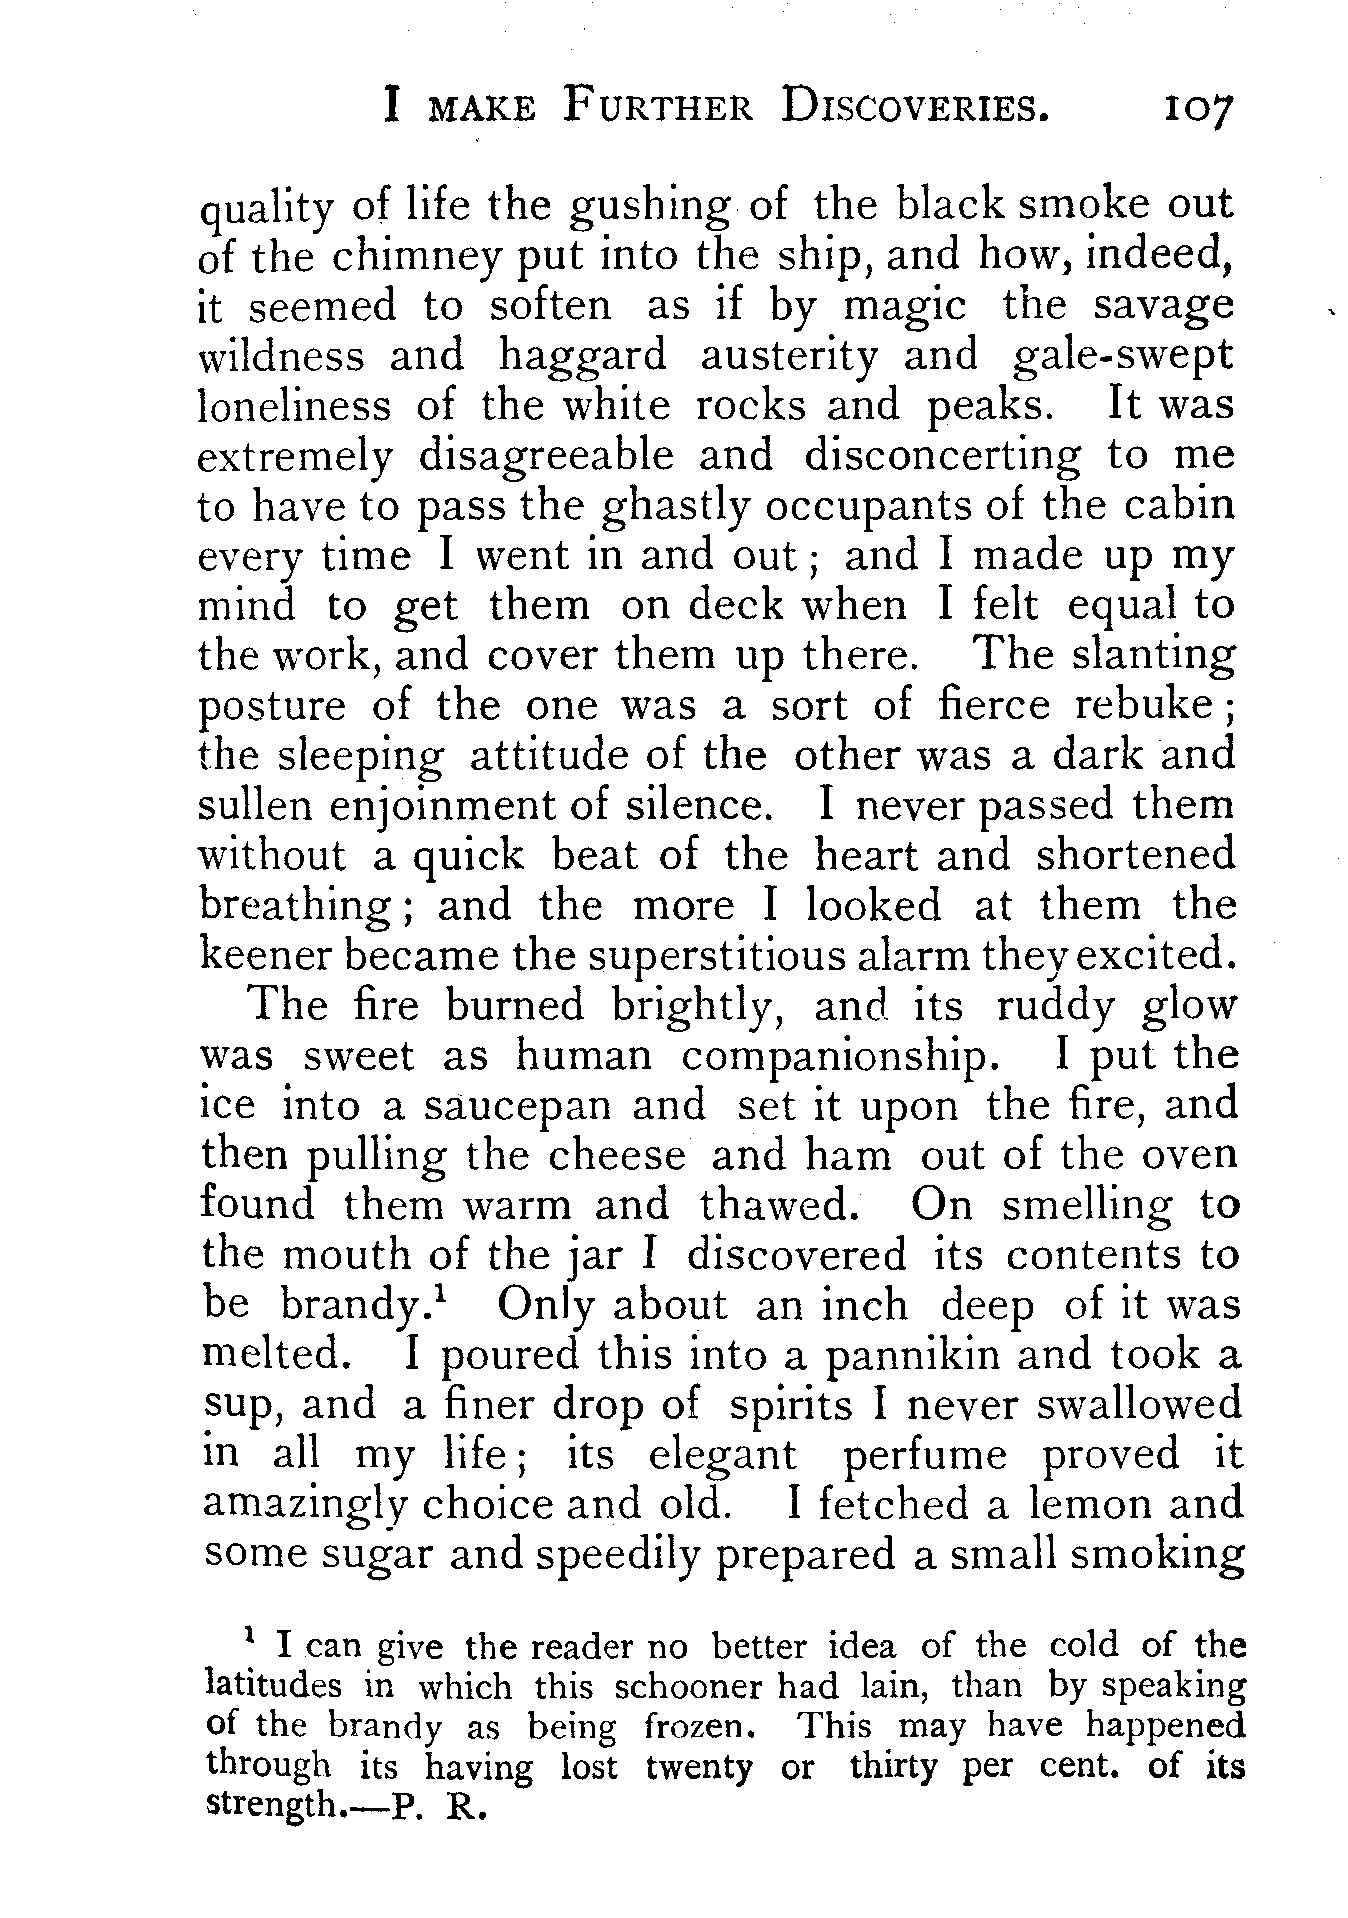 I MAKE FURTHER DISCOVERIES. 107
quality of life the gushing of the black smoke out
of the chimney put into the ship, and how, indeed,
it seemed to soften as if by magic the savage
wildness and haggard austerity and gale-swept
loneliness of the white rocks and peaks. It was
extremely disagreeable and disconcerting to me
to have to pass the ghastly occupants of the cabin
every time I went in and out ; and I made up my
mind to get them on deck when I felt equal to
the work, and cover them up there. The slanting
posture of the one was a sort of fierce rebuke ;
the sleeping attitude of the other was a dark and
sullen enjoinment of silence. I never passed them
without a quick beat of the heart and shortened
breathing ; and the more I looked at them the
keener became the superstitious alarm they excited.
The fire burned brightly, and its ruddy glow
was sweet as human companionship. I put the
ice into a saucepan and set it upon the fire, and
then pulling the cheese and ham out of the oven
found them warm and thawed. On smelling to
the mouth of the jar I discovered its contents to
be brandy.¹ Only about an inch deep of it was
melted. I poured this into a pannikin and took a
sup, and a finer drop of spirits I never swallowed
in all my life ; its elegant perfume proved it
amazingly choice and old. I fetched a lemon and
some sugar and speedily prepared a small smoking
¹ I can give the reader no better idea of the cold of the
latitudes in which this schooner had lain, than by speaking
of the brandy as being frozen. This may have happened
through its having lost twenty or thirty per cent. of its
strength.—P. R.